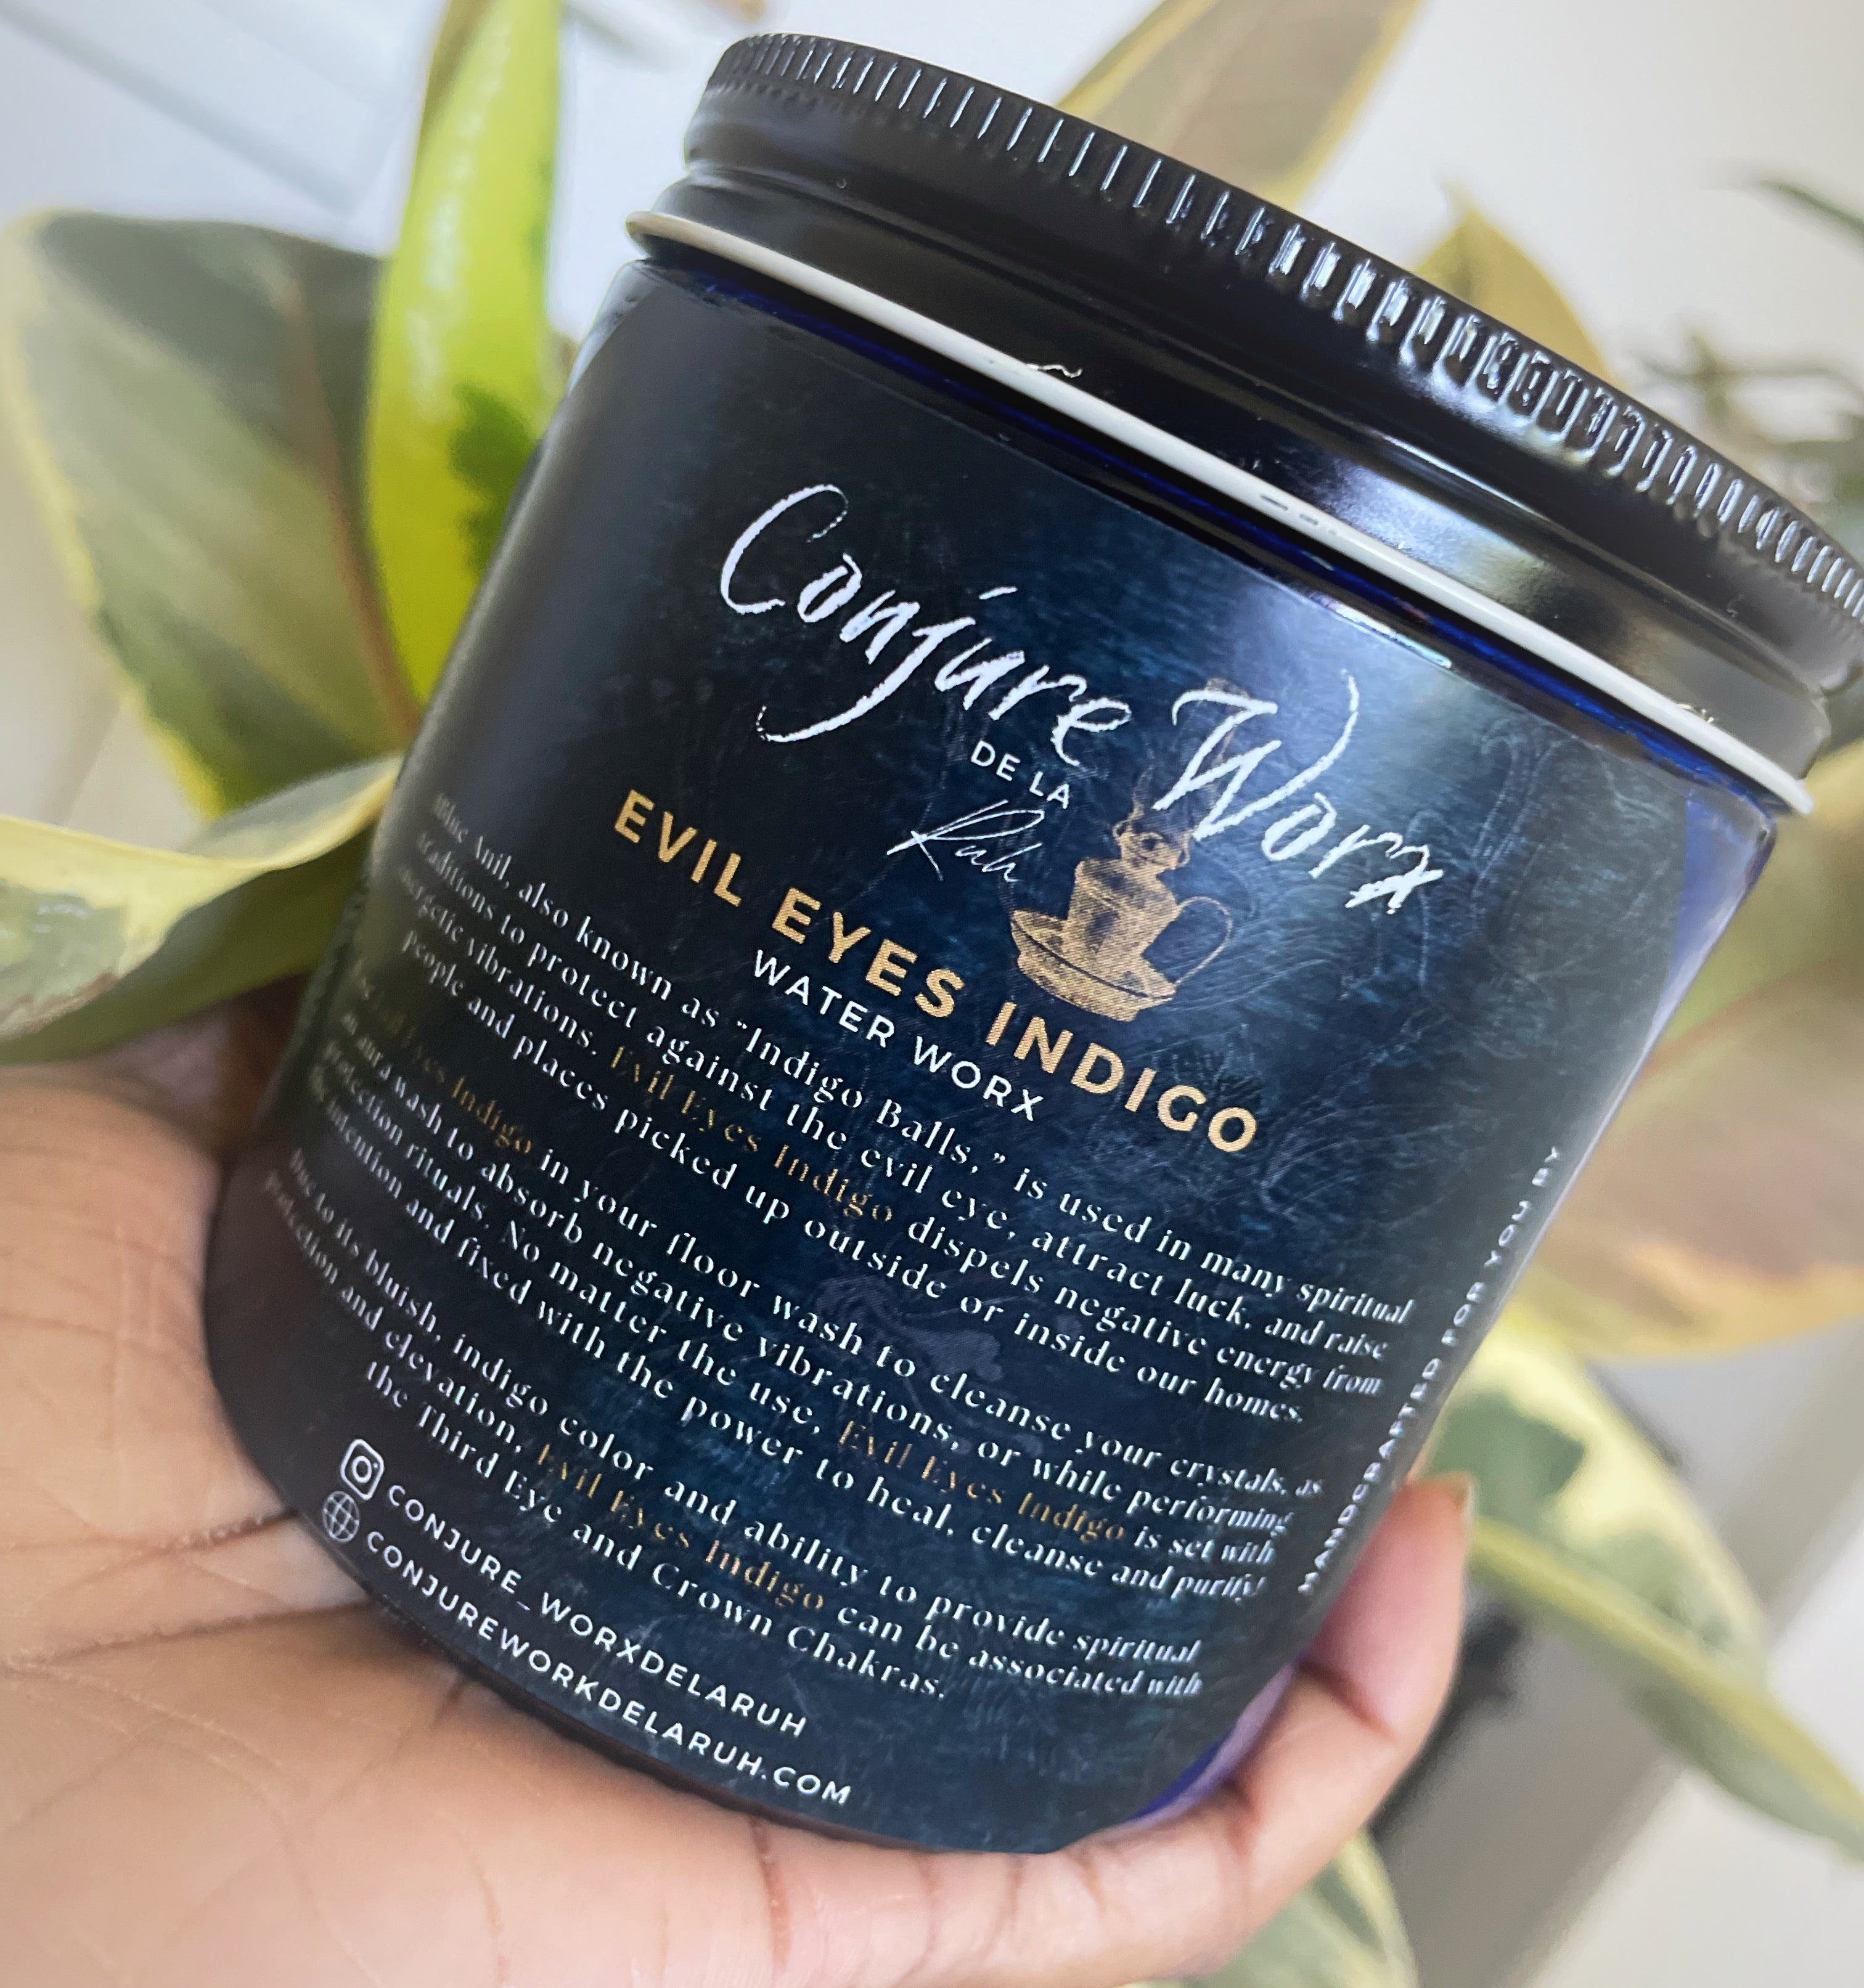 Conjure Worx
DE LA
Ruh
EVIL EYES INDIGO
WATER WORX
Anil, also known as "Indigo Balls," is used in many spiritual
traditions to protect against the evil eye, attract luck, and raise
energetic vibrations. Evil Eyes Indigo dispels negative energy from
people and places picked up outside or inside our homes.
Evil Eyes Indigo in your floor wash to cleanse your crystals, as
an aura wash to absorb negative vibrations, or while performing
protection rituals. No matter the use, Evil Eyes Indigo is set with
intention and fixed with the power to heal, cleanse and purify!
Due to its bluish, indigo color and ability to provide spiritual
protection and elevation, Evil Eyes Indigo can be associated with
the Third Eye and Crown Chakras.
CONJURE_WORXDELARUH
CONJUREWORKDELARUH.COM
HANDCRAFTED FOR YOU BY